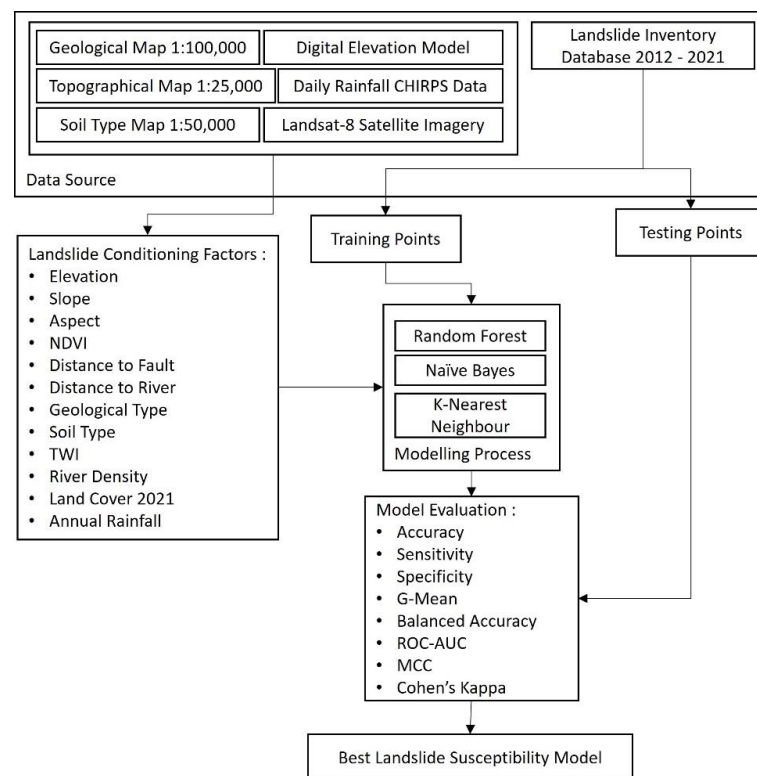 Geological Map 1:100,000
Digital Elevation Model
Topographical Map 1:25,000
Daily Rainfall CHIRPS Data
Soil Type Map 1:50,000
Landsat-8 Satellite Imagery
Landslide Inventory
Database 2012 - 2021
Data Source
Training Points
Testing Points
Landslide Conditioning Factors :
• Elevation
• Slope
• Aspect
• NDVI
• Distance to Fault
• Distance to River
• Geological Type
• Soil Type
• TWI
• River Density
• Land Cover 2021
• Annual Rainfall
Random Forest
Naïve Bayes
K-Nearest
Neighbour
Modelling Process
Model Evaluation :
• Accuracy
• Sensitivity
• Specificity
• G-Mean
• Balanced Accuracy
• ROC-AUC
• MCC
• Cohen's Kappa
Best Landslide Susceptibility Model